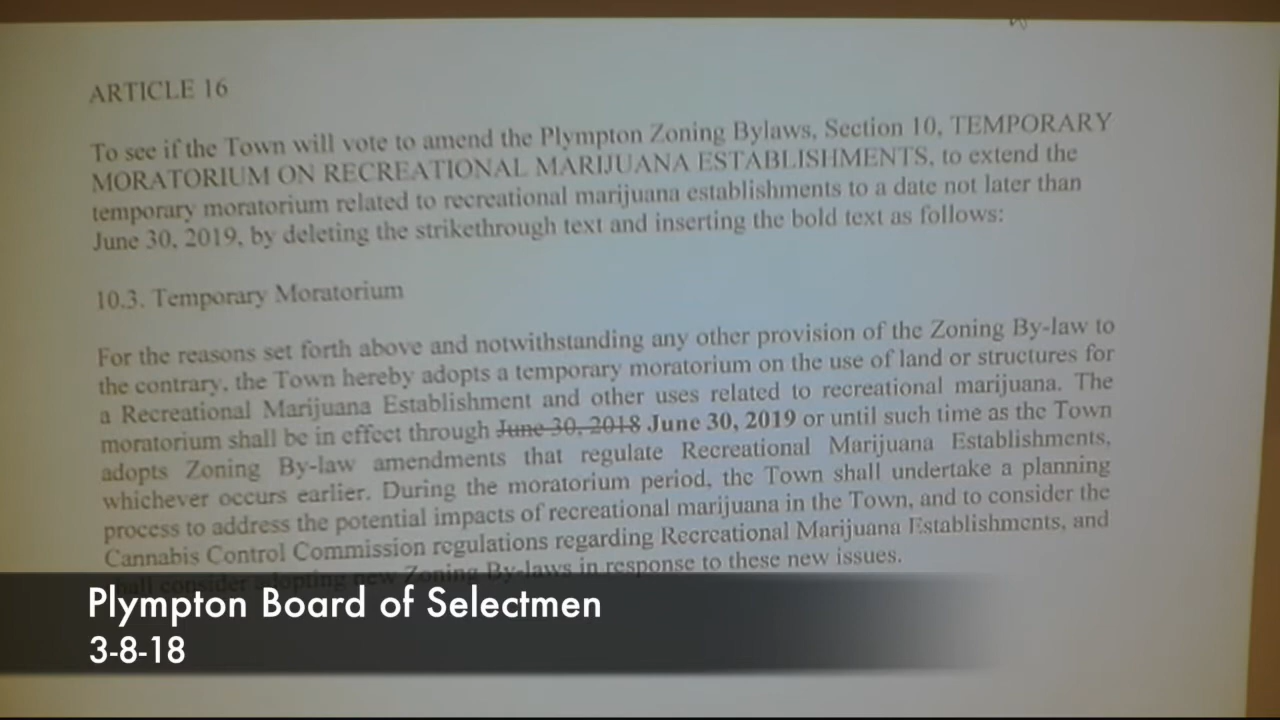 ARTICLE 16
To see if the Town will vote to amend the Plympton Zoning Bylaws, Section 10, TEMPORARY
MORATORIUM ON RECREATIONAL MARIJUANA ESTABLISHMENTS, to extend the
temporary moratorium related to recreational marijuana establishments to a date not later than
June 30, 2019, by deleting the strikethrough text and inserting the bold text as follows:
10.3. Temporary Moratorium
For the reasons set forth above and notwithstanding any other provision of the Zoning By-law to
the contrary, the Town hereby adopts a temporary moratorium on the use of land or structures for
a Recreational Marijuana Establishment and other uses related to recreational marijuana. The
moratorium shall be in effect through June 30, 2018 June 30, 2019 or until such time as the Town
adopts Zoning By-law amendments that regulate Recreational Marijuana Establishments,
whichever occurs earlier. During the moratorium period, the Town shall undertake a planning
process to address the potential impacts of recreational marijuana in the Town, and to consider the
Cannabis Control Commission regulations regarding Recreational Marijuana Establishments, and
shall consider adopting new Zoning By-laws in response to these new issues.
Plympton Board of Selectmen
3-8-18